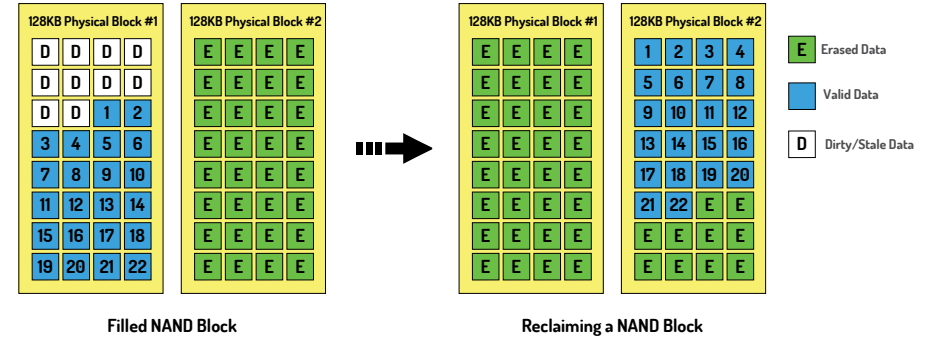 128KB Physical Block #1 128KB Physical Block #2 128KB Physical Block #1 128KB Physical Block #2
D D D D E E E E E E E E 1 2 3 4 E Erased Data
D D D D E E E E E E E E 5 6 7 8 Valid Data
D D 1 2 E E E E E E E E 9 10 11 12
3 4 5 6 E E E E E E E E 13 14 15 16 D Dirty/Stale Data
7 8 9 10 E E E E E E E E 17 18 19 20
11 12 13 14 E E E E E E E E 21 22 E E
15 16 17 18 E E E E E E E E E E E E
19 20 21 22 E E E E E E E E E E E E
Filled NAND Block Reclaiming a NAND Block